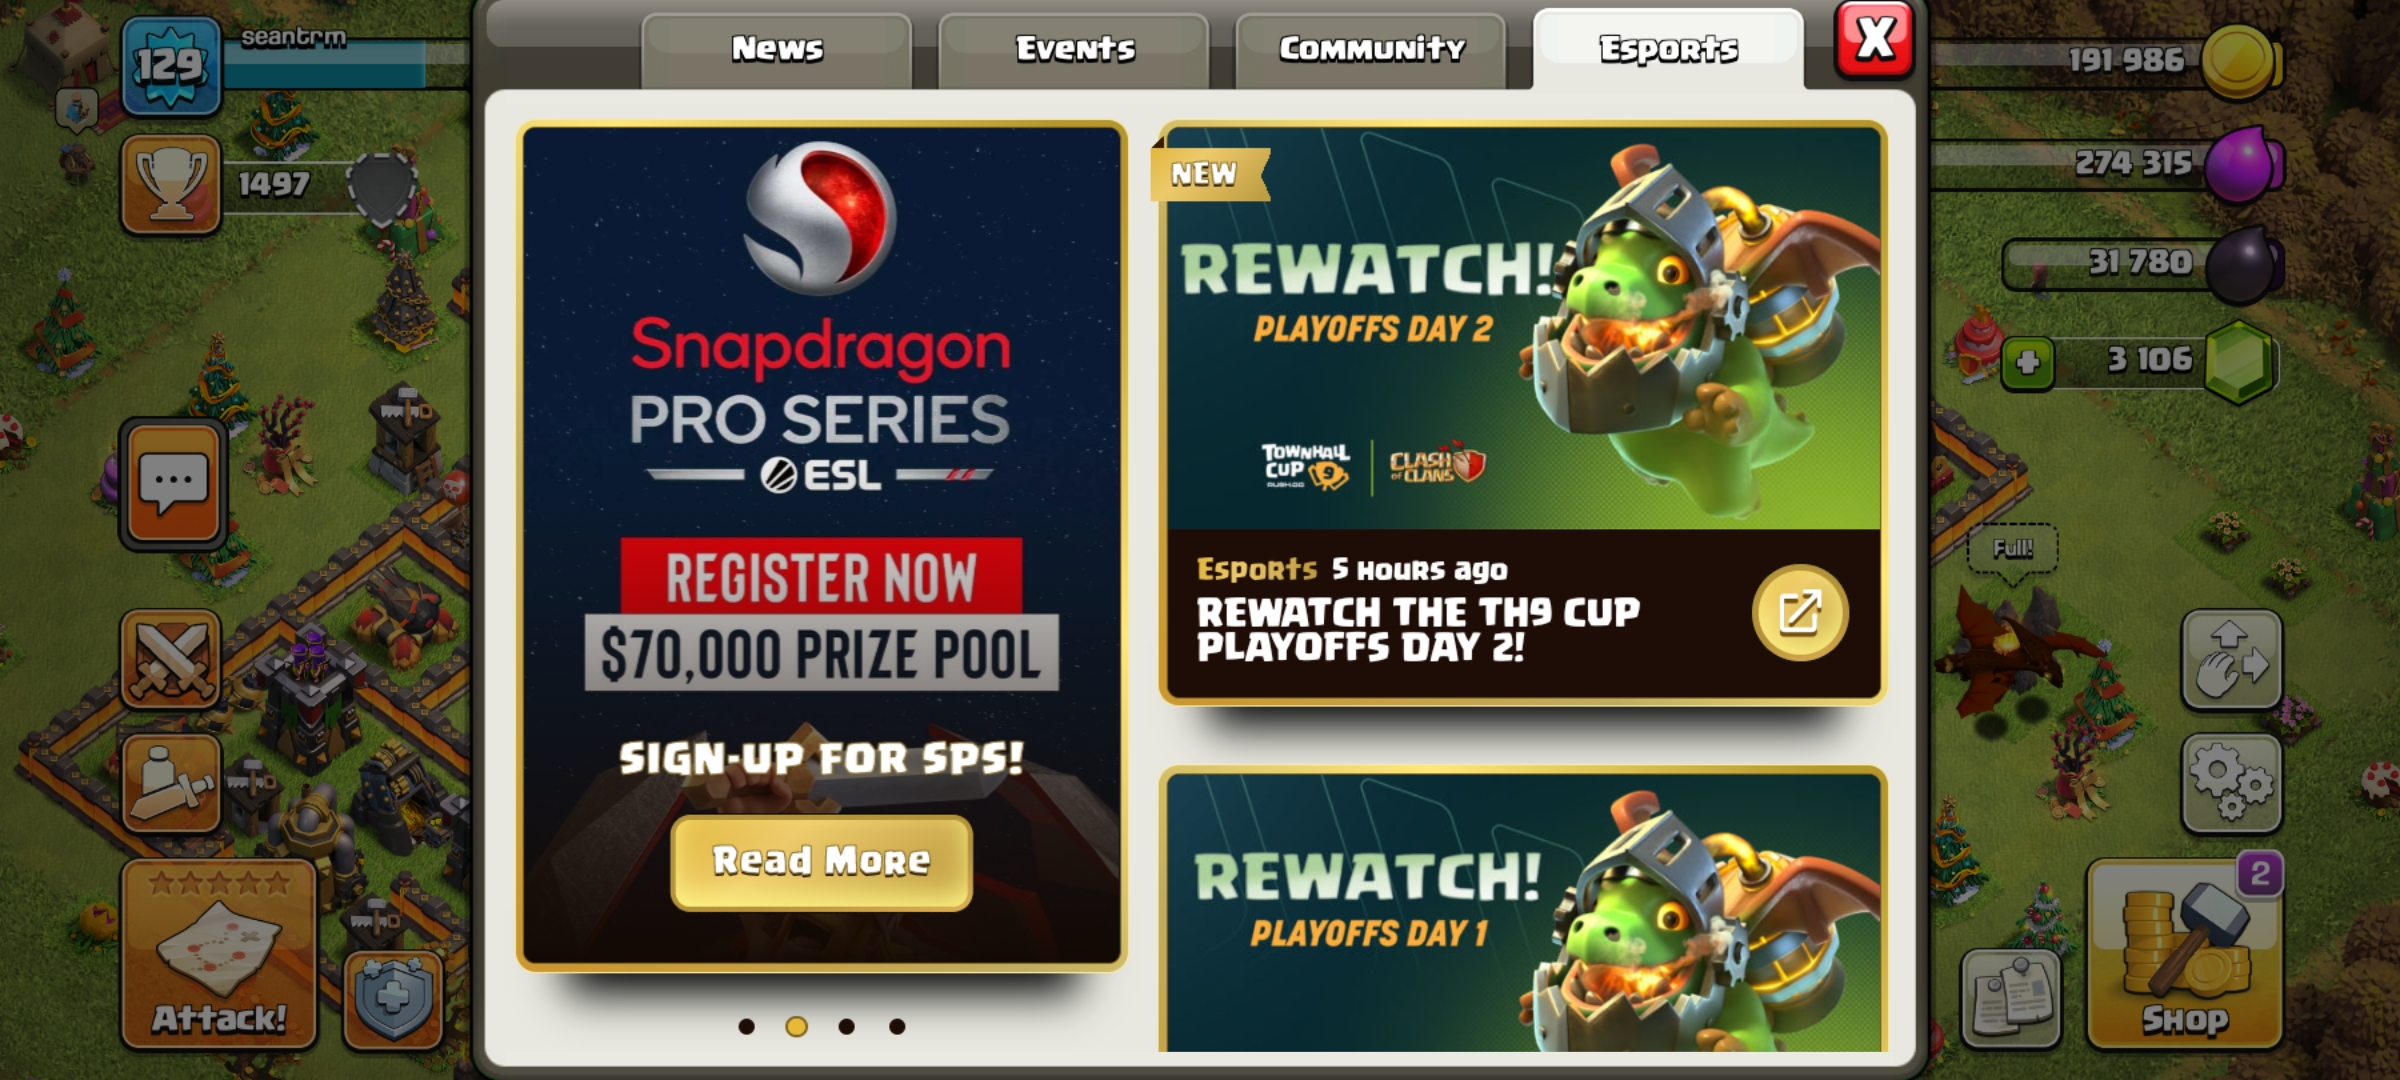 129
seantrm
1497
Attack!
News
Events
Community
Esports
X
Snapdragon
PRO SERIES
ESL
REGISTER NOW
$70,000 PRIZE POOL
SIGN-UP FOR SPS!
Read More
NEW
REWATCH!
PLAYOFFS DAY 2
TOWNHALL
CUP 9
CLASH
OF CLANS
Esports 5 hours ago
REWATCH THE TH9 CUP
PLAYOFFS DAY 2!
REWATCH!
PLAYOFFS DAY 1
191 986
274 315
31 780
3 106
Full!
2
Shop